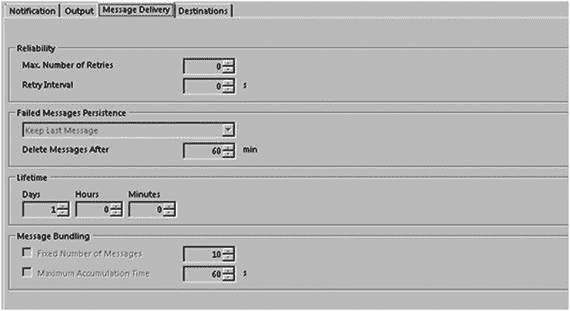 Notification Output Message Delivery Destinations
Reliability
Max. Number of Retries 0
Retry Interval 0 s
Failed Messages Persistence
Keep Last Message
Delete Messages After 60 min
Lifetime
Days Hours Minutes
1 0 0
Message Bundling
Fixed Number of Messages 10
Maximum Accumulation Time 60 s